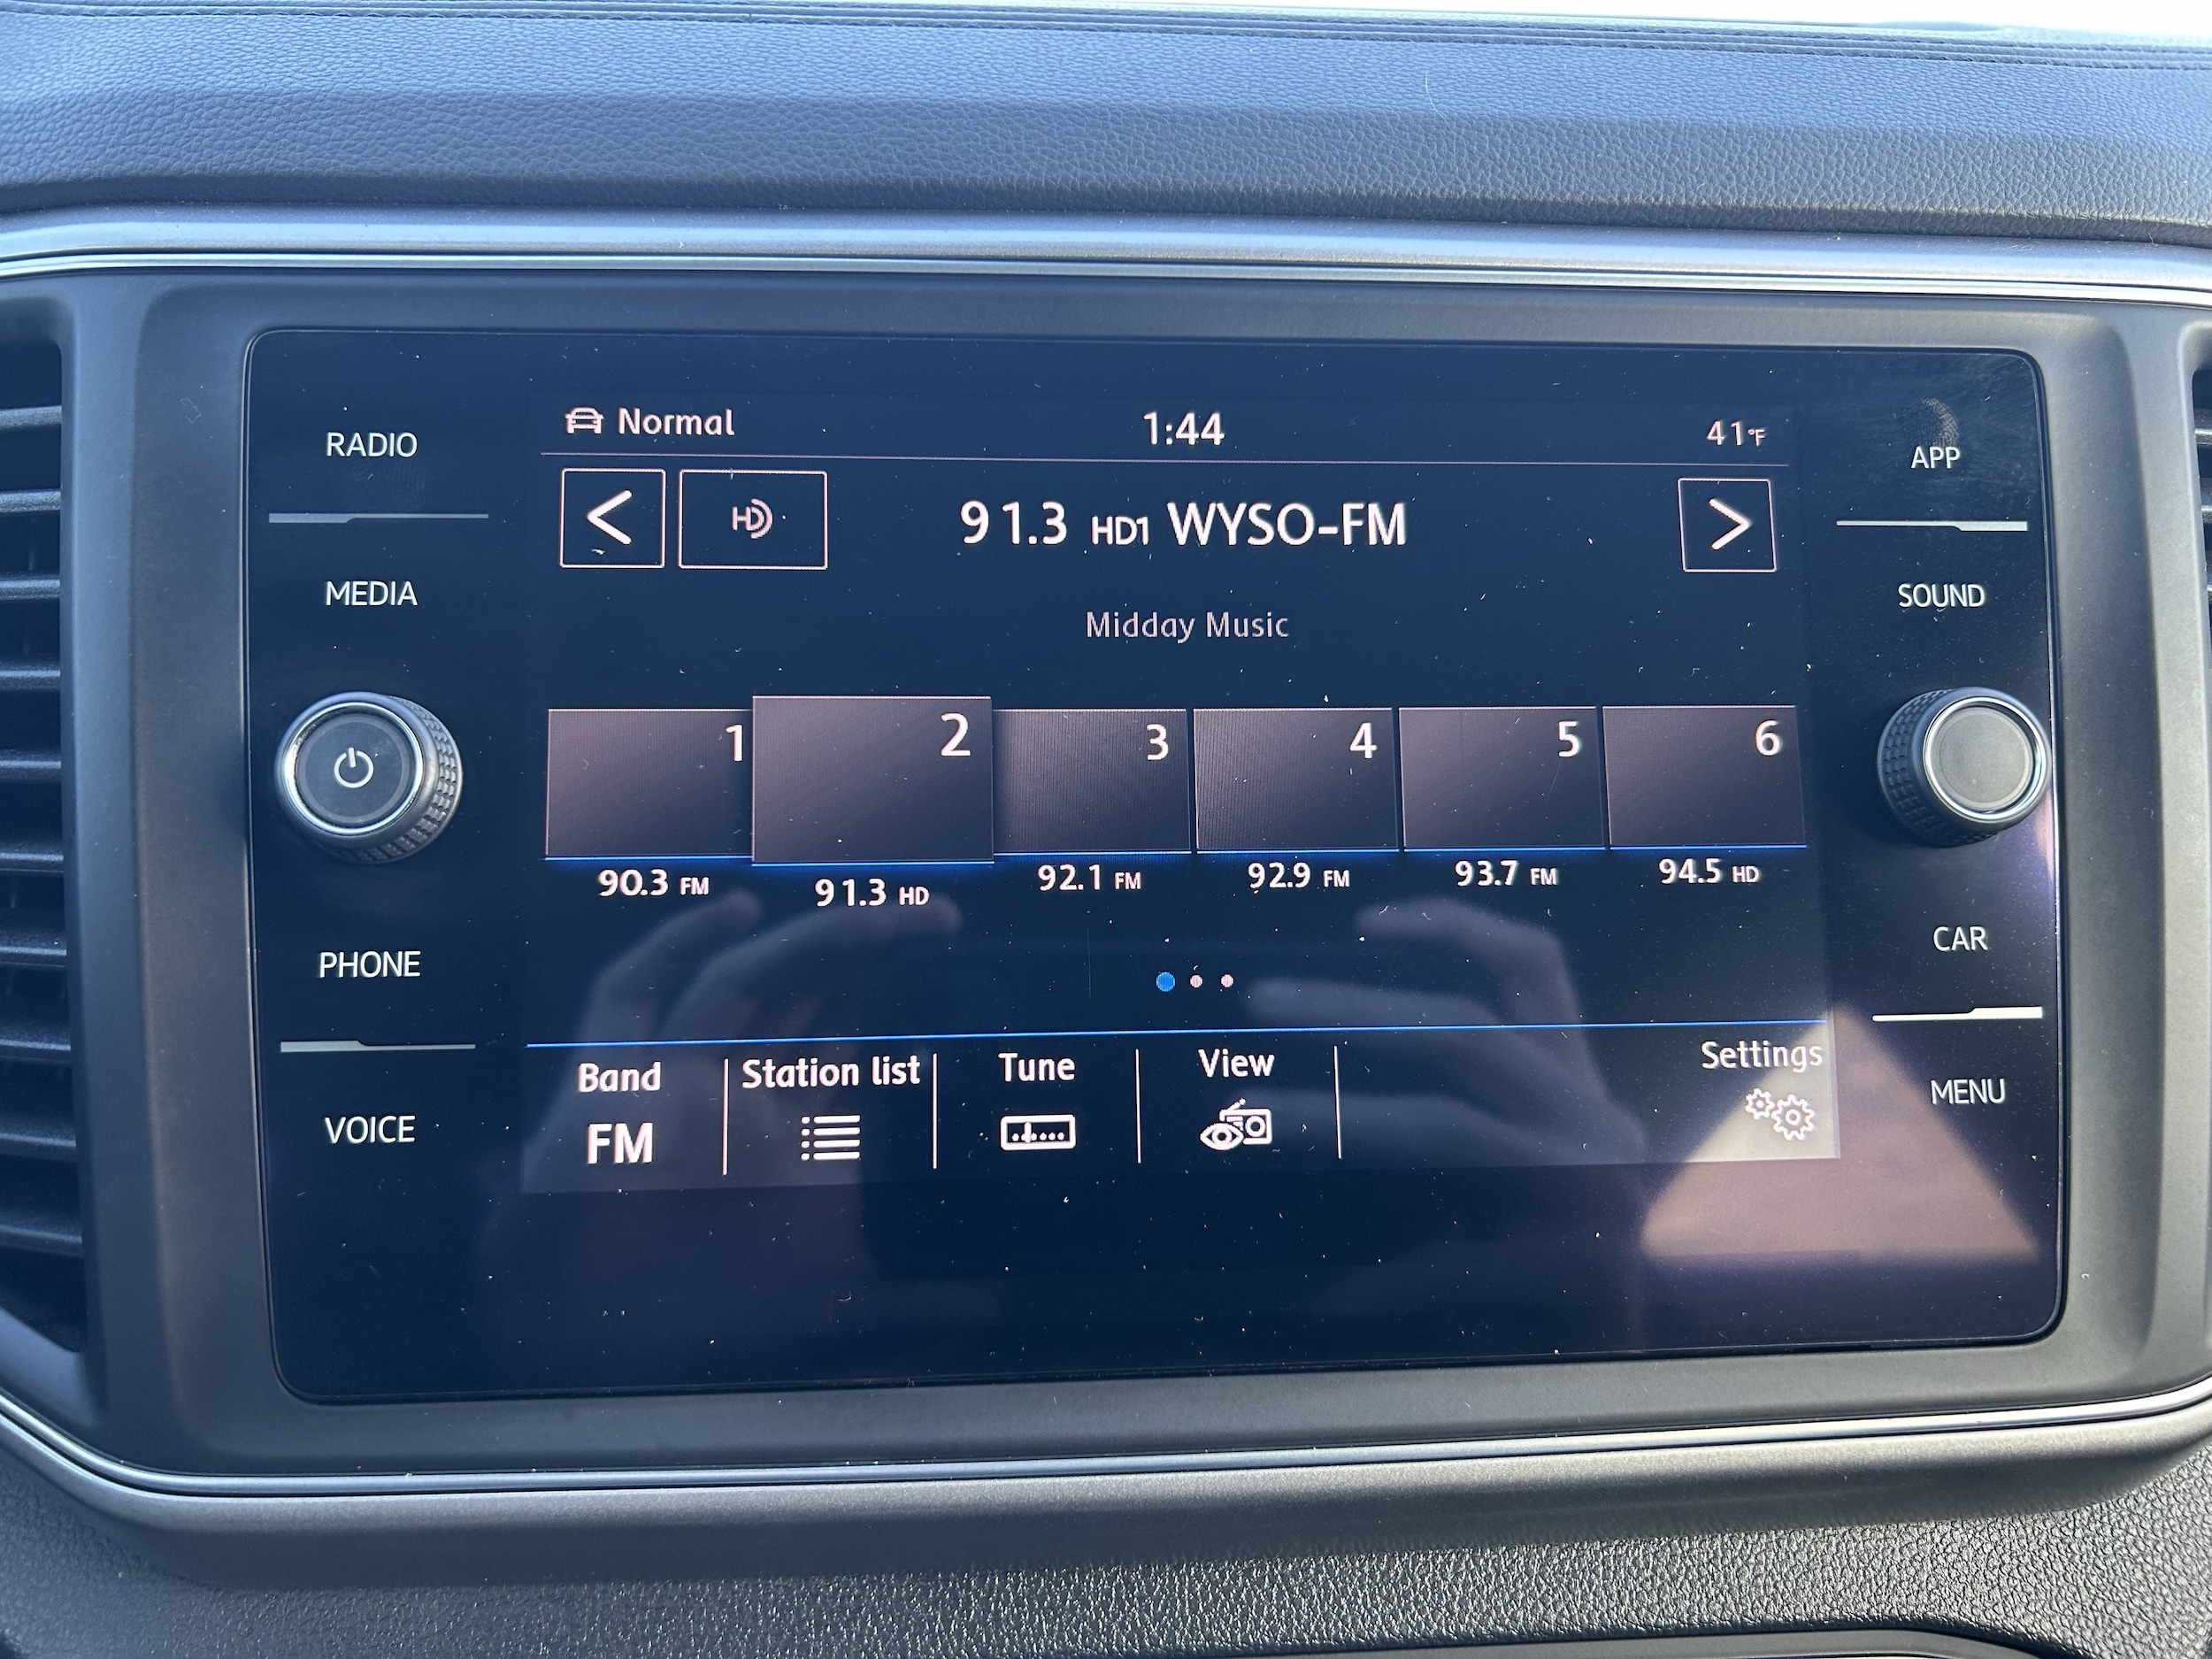 Normal 1:44 41°F
RADIO
APP
< HD 91.3 HD1 WYSO-FM >
MEDIA
SOUND
Midday Music
1 2 3 4 5 6
90.3 FM 91.3 HD 92.1 FM 92.9 FM 93.7 FM 94.5 HD
PHONE
CAR
Band Station list Tune View Settings
FM
VOICE
MENU